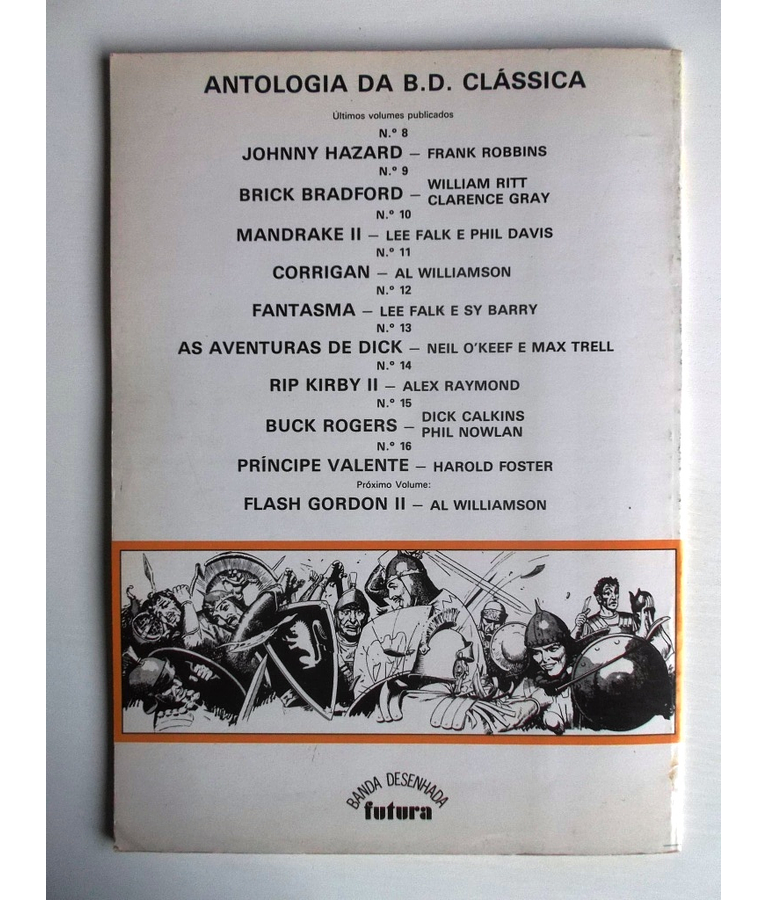 ANTOLOGIA DA B.D. CLÁSSICA
Últimos volumes publicados
N.º 8
JOHNNY HAZARD – FRANK ROBBINS
N.º 9
BRICK BRADFORD – WILLIAM RITT
CLARENCE GRAY
N.º 10
MANDRAKE II – LEE FALK E PHIL DAVIS
N.º 11
CORRIGAN – AL WILLIAMSON
N.º 12
FANTASMA – LEE FALK E SY BARRY
N.º 13
AS AVENTURAS DE DICK – NEIL O'KEEF E MAX TRELL
N.º 14
RIP KIRBY II – ALEX RAYMOND
N.º 15
BUCK ROGERS – DICK CALKINS
PHIL NOWLAN
N.º 16
PRÍNCIPE VALENTE – HAROLD FOSTER
Próximo Volume:
FLASH GORDON II – AL WILLIAMSON
BANDA DESENHADA
futura